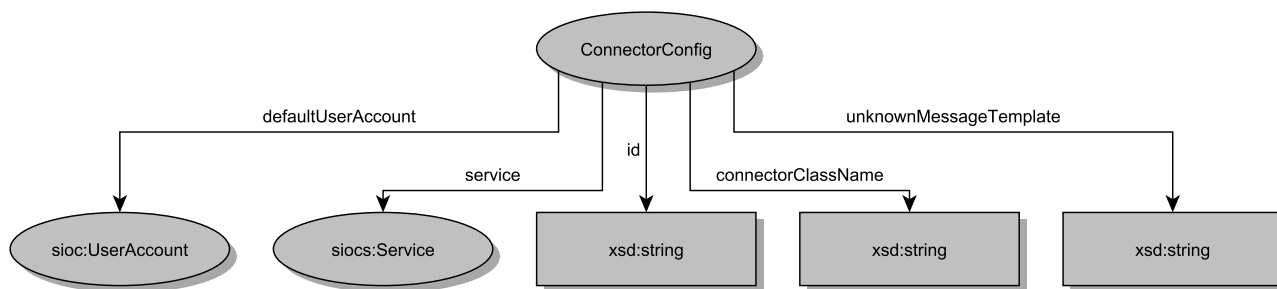 ConnectorConfig
defaultUserAccount
unknownMessageTemplate
id
service
connectorClassName
sioc:UserAccount
siocs:Service
xsd:string
xsd:string
xsd:string